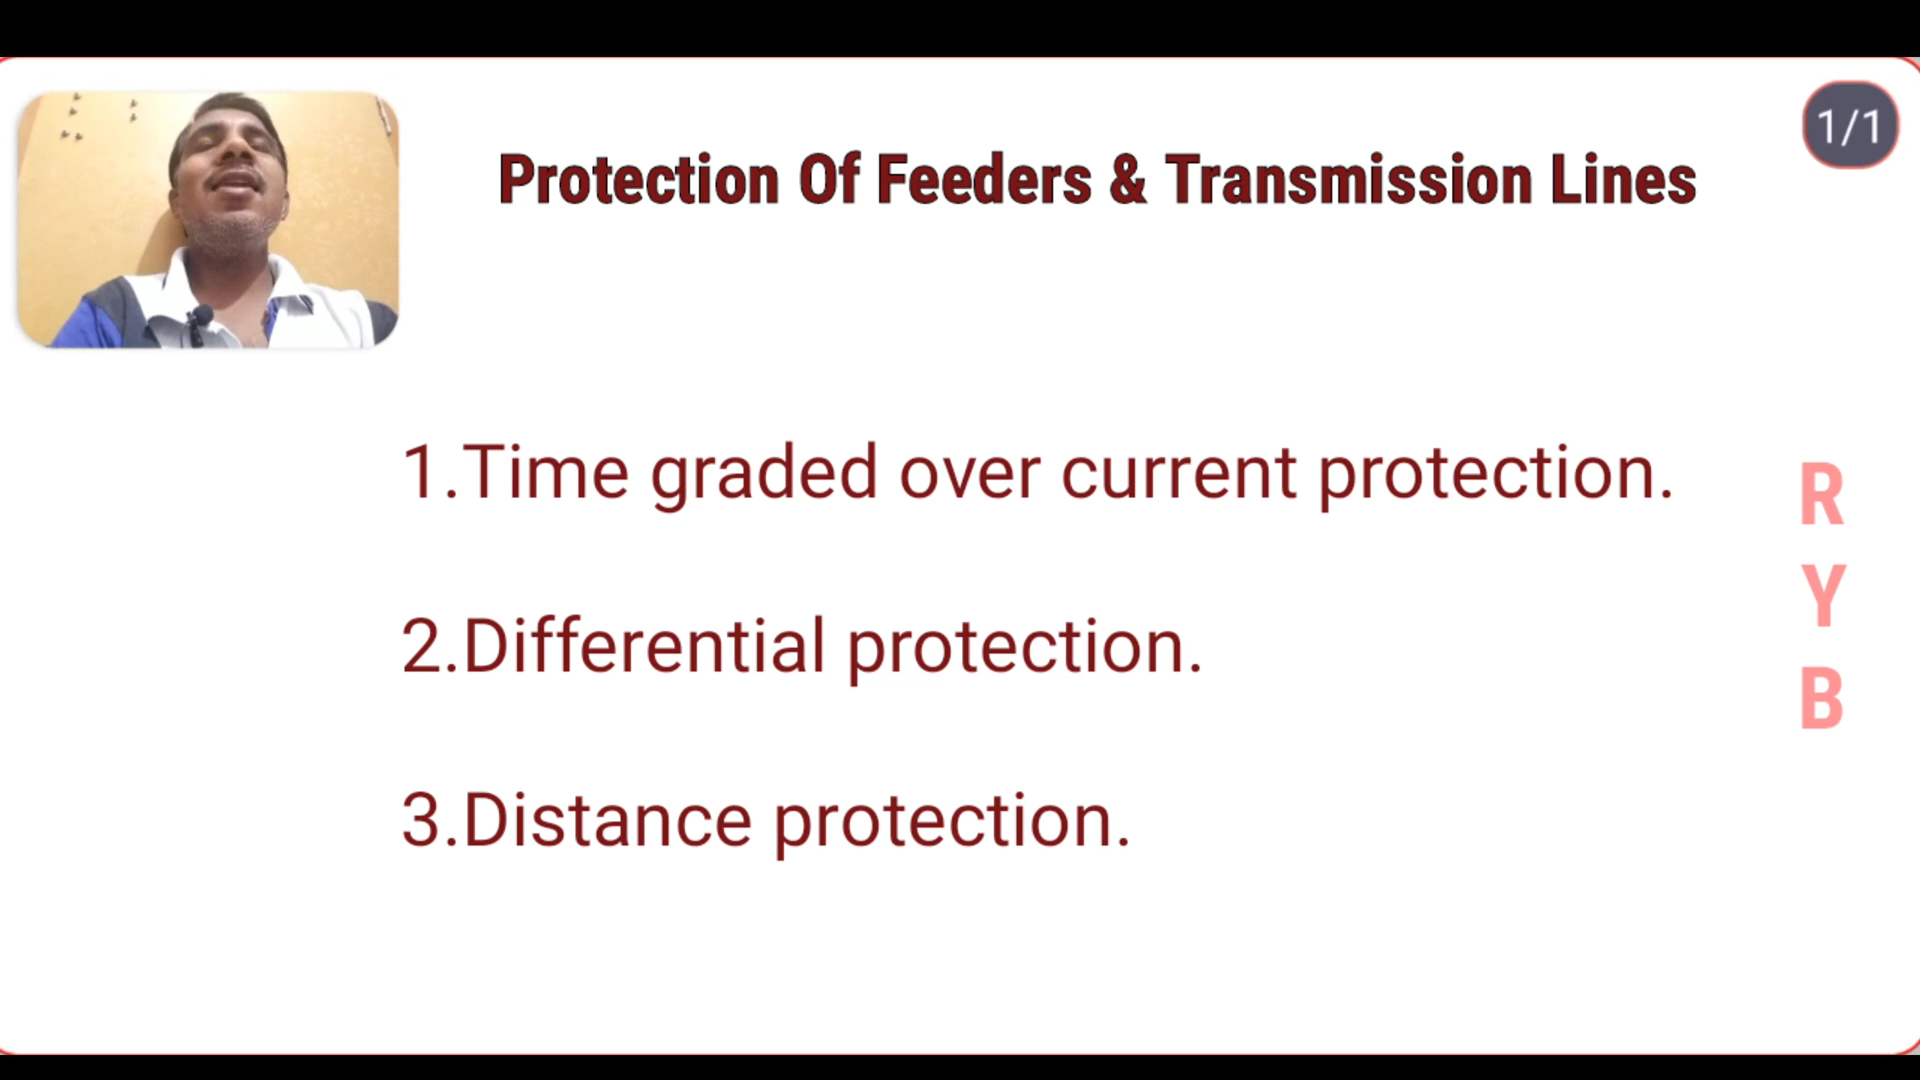 1/1
Protection Of Feeders & Transmission Lines
1.Time graded over current protection.
2.Differential protection.
3.Distance protection.
R
Y
B